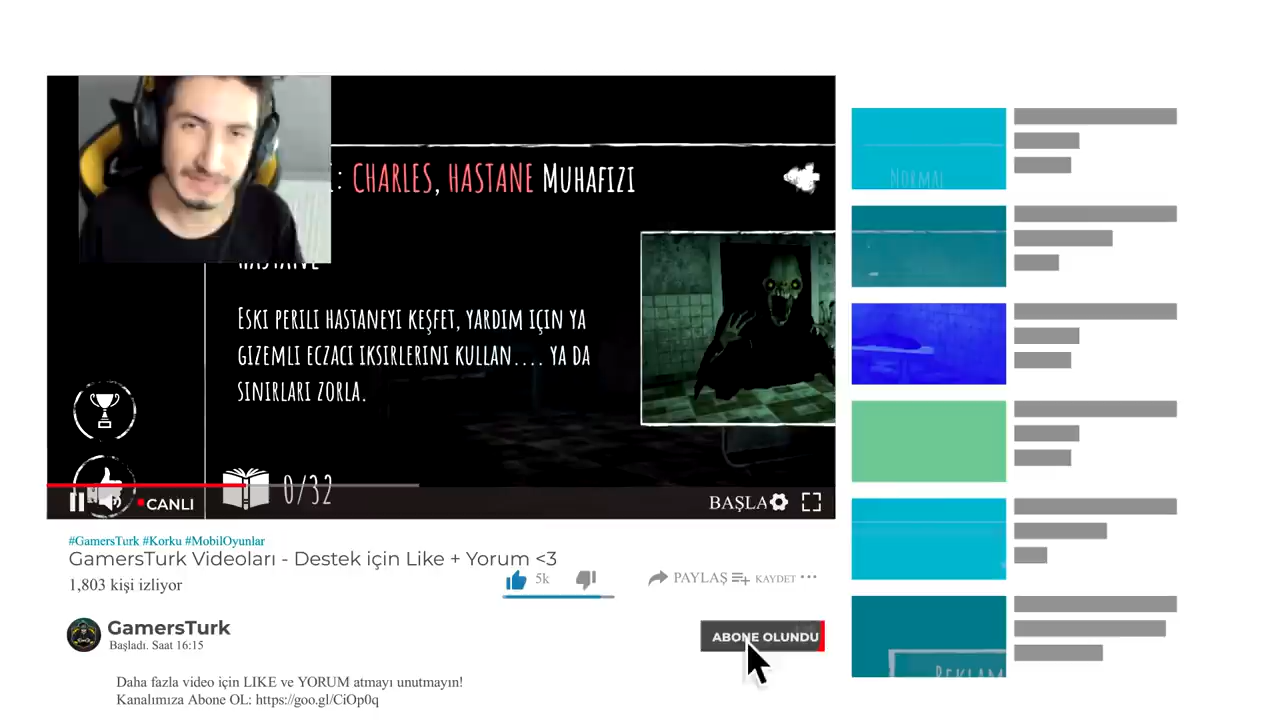 : CHARLES, HASTANE MUHAFIZI
HASTANE
ESKI PERILI HASTANEYI KEŞFET, YARDIM IÇIN YA
GIZEMLI ECZACI IKSIRLERINI KULLAN.... YA DA
SINIRLARI ZORLA.
0/32
CANLI
BAŞLA
#GamersTurk #Korku #MobilOyunlar
GamersTurk Videoları - Destek için Like + Yorum <3
1,803 kişi izliyor
5k
PAYLAŞ
KAYDET
GamersTurk
Başladı. Saat 16:15
ABONE OLUNDU
Daha fazla video için LIKE ve YORUM atmayı unutmayın!
Kanalımıza Abone OL: https://goo.gl/CiOp0q
NORMAL
REKLAM